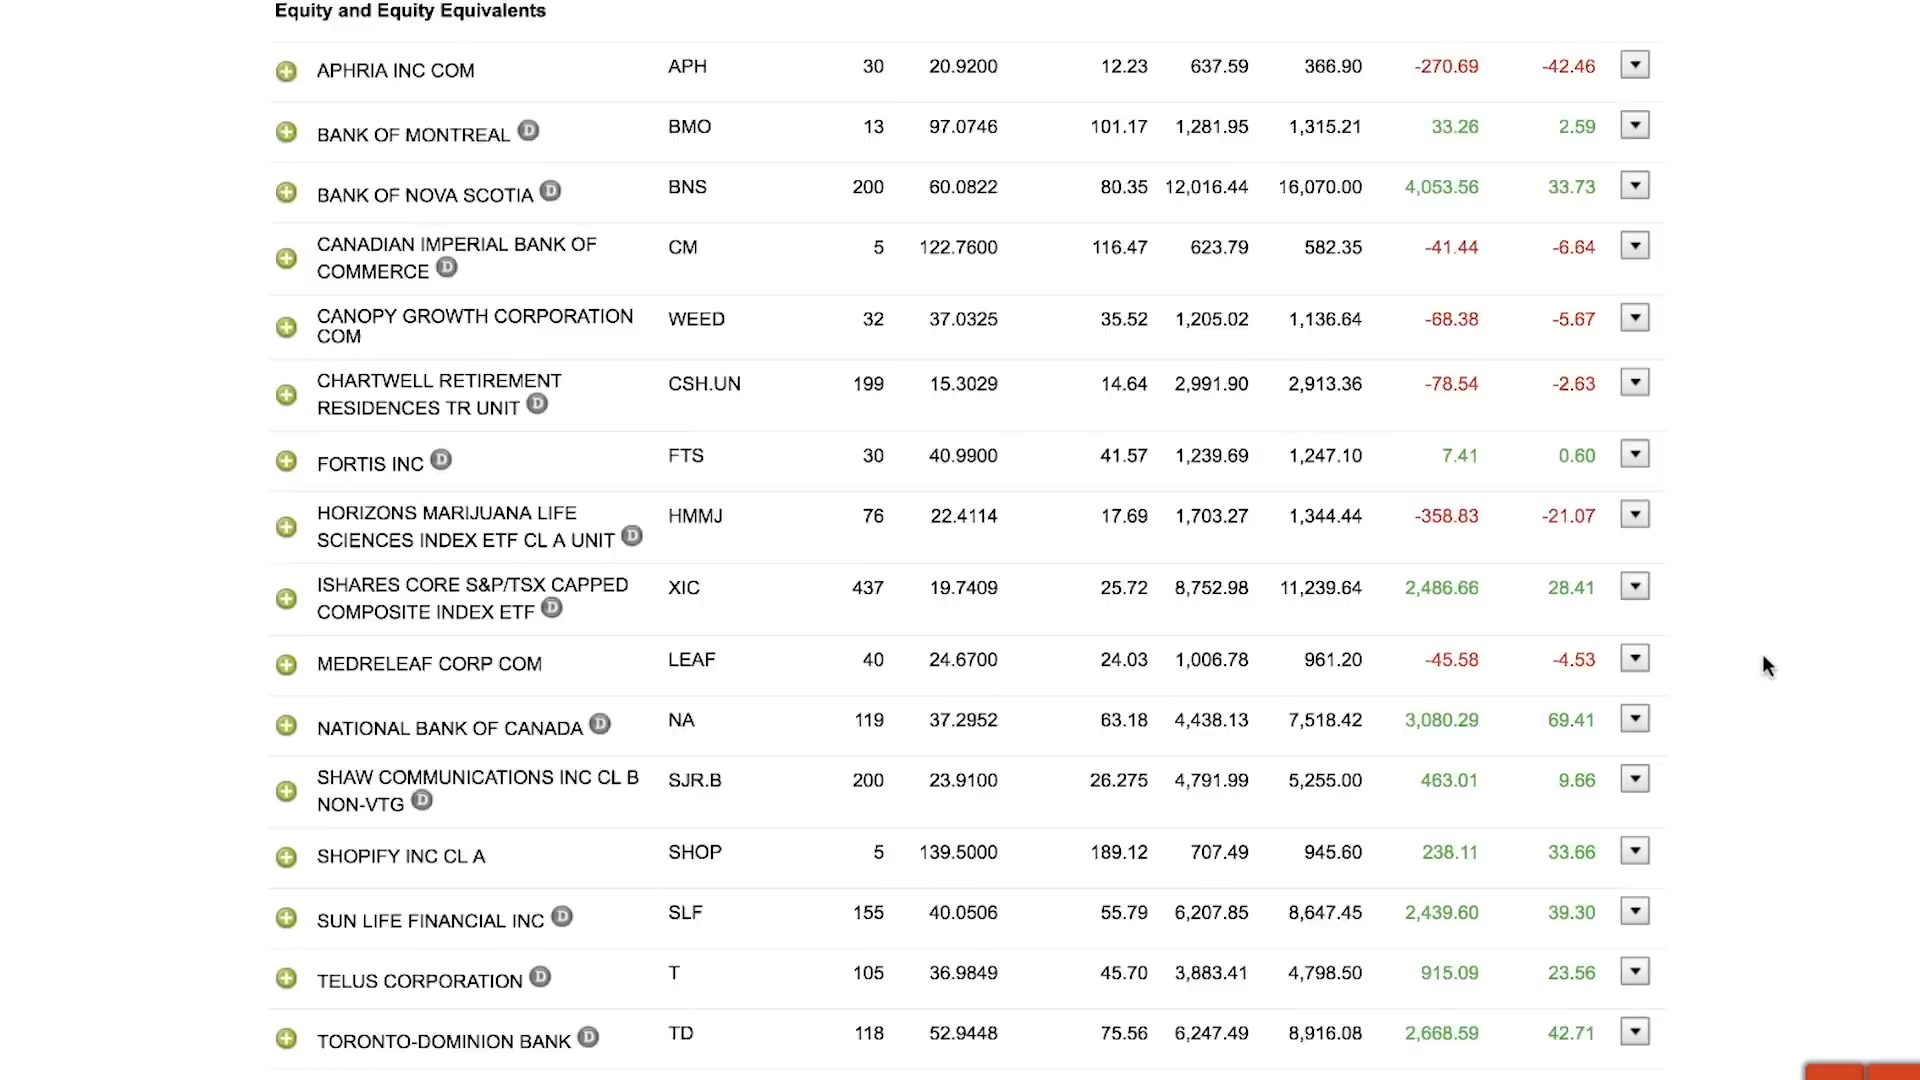 Equity and Equity Equivalents
APHRIA INC COM APH 30 20.9200 12.23 637.59 366.90 -270.69 -42.46
BANK OF MONTREAL D BMO 13 97.0746 101.17 1,281.95 1,315.21 33.26 2.59
BANK OF NOVA SCOTIA D BNS 200 60.0822 80.35 12,016.44 16,070.00 4,053.56 33.73
CANADIAN IMPERIAL BANK OF CM 5 122.7600 116.47 623.79 582.35 -41.44 -6.64
COMMERCE D
CANOPY GROWTH CORPORATION WEED 32 37.0325 35.52 1,205.02 1,136.64 -68.38 -5.67
COM
CHARTWELL RETIREMENT CSH.UN 199 15.3029 14.64 2,991.90 2,913.36 -78.54 -2.63
RESIDENCES TR UNIT D
FORTIS INC D FTS 30 40.9900 41.57 1,239.69 1,247.10 7.41 0.60
HORIZONS MARIJUANA LIFE HMMJ 76 22.4114 17.69 1,703.27 1,344.44 -358.83 -21.07
SCIENCES INDEX ETF CL A UNIT D
ISHARES CORE S&P/TSX CAPPED XIC 437 19.7409 25.72 8,752.98 11,239.64 2,486.66 28.41
COMPOSITE INDEX ETF D
MEDRELEAF CORP COM LEAF 40 24.6700 24.03 1,006.78 961.20 -45.58 -4.53
NATIONAL BANK OF CANADA D NA 119 37.2952 63.18 4,438.13 7,518.42 3,080.29 69.41
SHAW COMMUNICATIONS INC CL B SJR.B 200 23.9100 26.275 4,791.99 5,255.00 463.01 9.66
NON-VTG D
SHOPIFY INC CL A SHOP 5 139.5000 189.12 707.49 945.60 238.11 33.66
SUN LIFE FINANCIAL INC D SLF 155 40.0506 55.79 6,207.85 8,647.45 2,439.60 39.30
TELUS CORPORATION D T 105 36.9849 45.70 3,883.41 4,798.50 915.09 23.56
TORONTO-DOMINION BANK D TD 118 52.9448 75.56 6,247.49 8,916.08 2,668.59 42.71